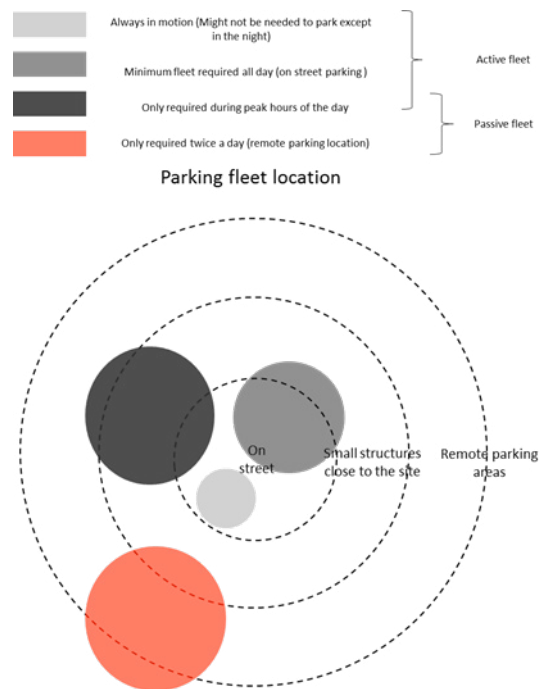 Always in motion (Might not be needed to park except
in the night)
Minimum fleet required all day (on street parking )
Active fleet
Only required during peak hours of the day
Passive fleet
Only required twice a day (remote parking location)
Parking fleet location
On
street
Small structures
close to the site
Remote parking
areas